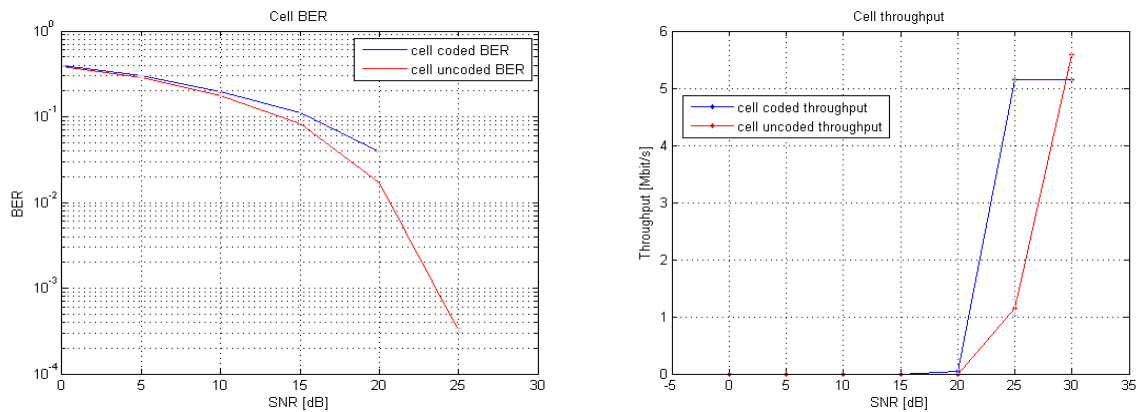 Cell BER
10^0
10^-1
10^-2
10^-3
10^-4
BER
cell coded BER
cell uncoded BER
0 5 10 15 20 25 30
SNR [dB]
Cell throughput
6
5
4
3
2
1
0
Throughput [Mbit/s]
cell coded throughput
cell uncoded throughput
-5 0 5 10 15 20 25 30 35
SNR [dB]